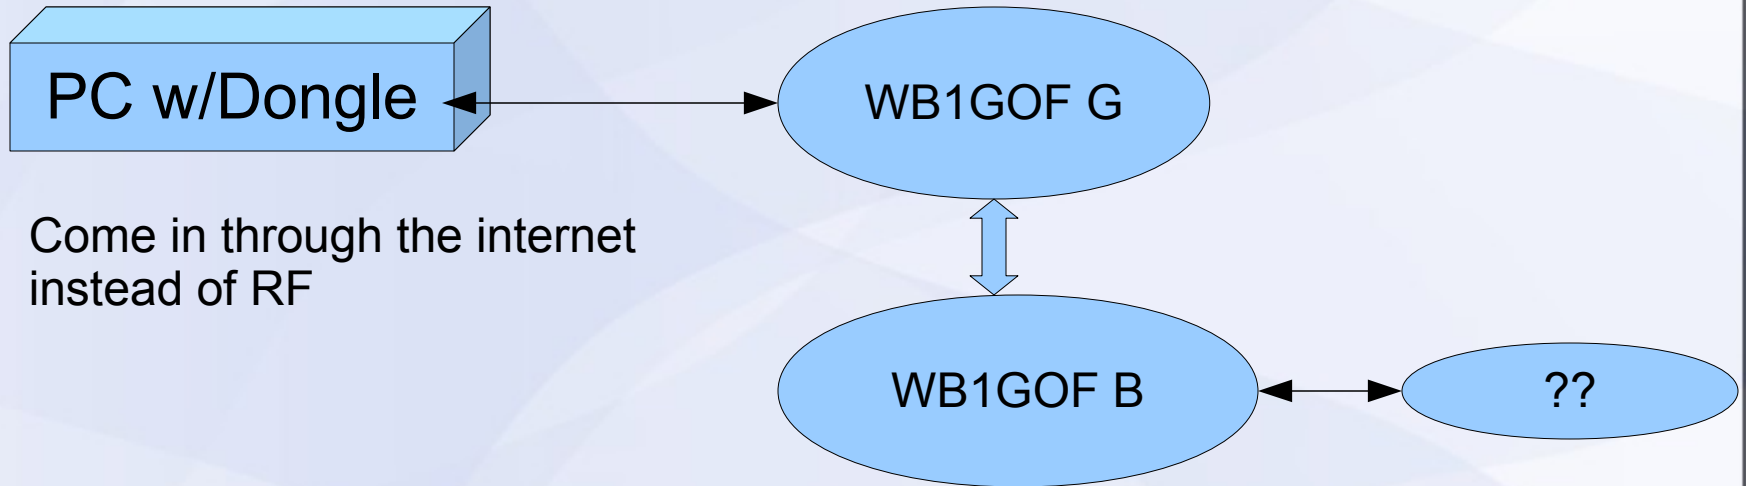 PC w/Dongle
WB1GOF G
Come in through the internet
instead of RF
WB1GOF B
??